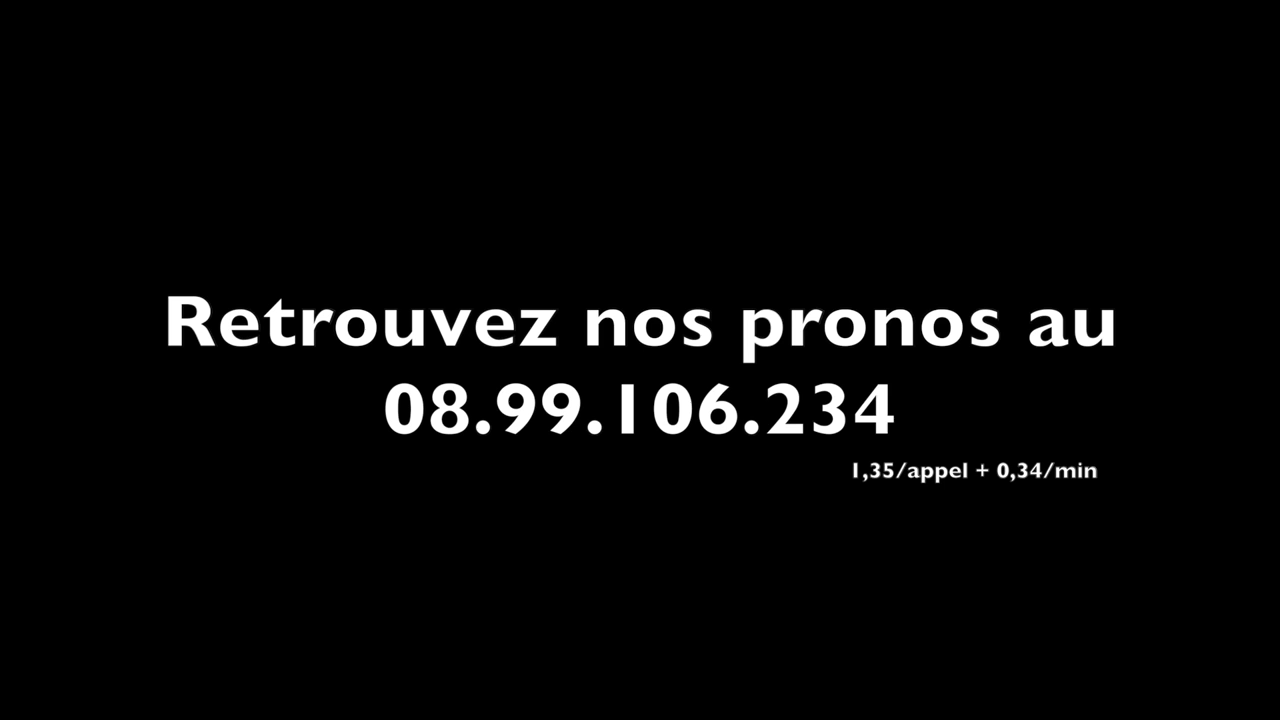 Retrouvez nos pronos au
08.99.106.234
1,35/appel + 0,34/min